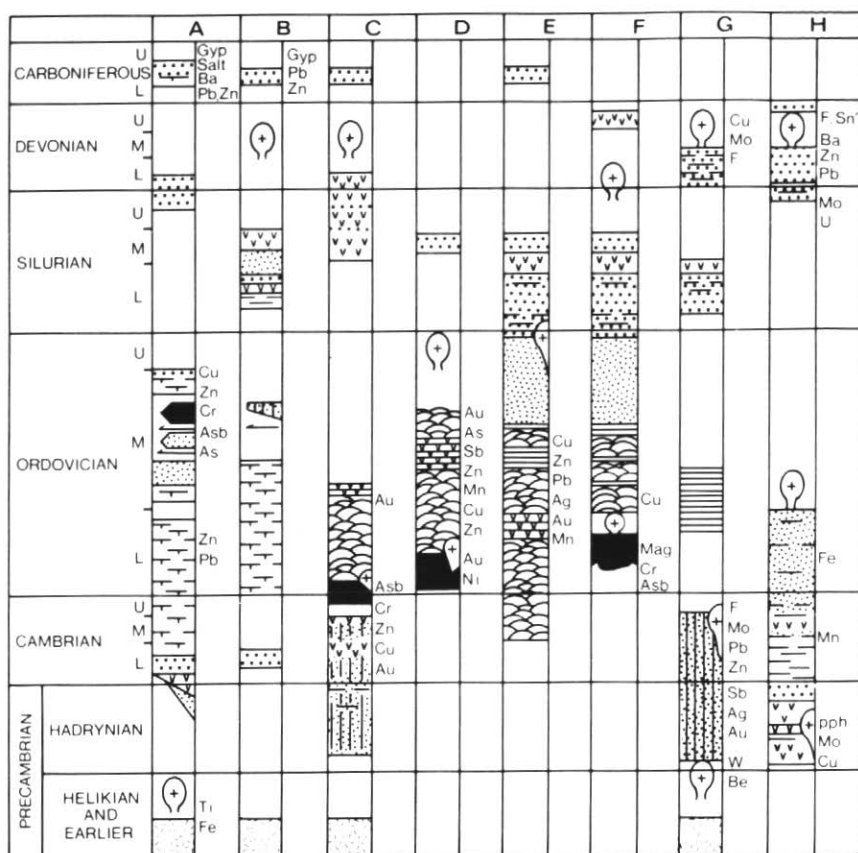 A B C D E F G H
CARBONIFEROUS
U
L
Gyp
Salt
Ba
Pb,Zn
Gyp
Pb
Zn
DEVONIAN
U
M
L
Cu
Mo
F
F, Sn
Ba
Zn
Pb
SILURIAN
U
M
L
Mo
U
ORDOVICIAN
U
M
L
Cu
Zn
Cr
Asb
As
Zn
Pb
Au
Asb
Au
As
Sb
Zn
Mn
Cu
Zn
Au
Ni
Cu
Zn
Pb
Ag
Au
Mn
Cu
Mag
Cr
Asb
Fe
CAMBRIAN
U
M
L
Cr
Zn
Cu
Au
F
Mo
Pb
Zn
Mn
PRECAMBRIAN
HADRYNIAN
Sb
Ag
Au
W
pph
Mo
Cu
HELIKIAN
AND
EARLIER
Ti
Fe
Be